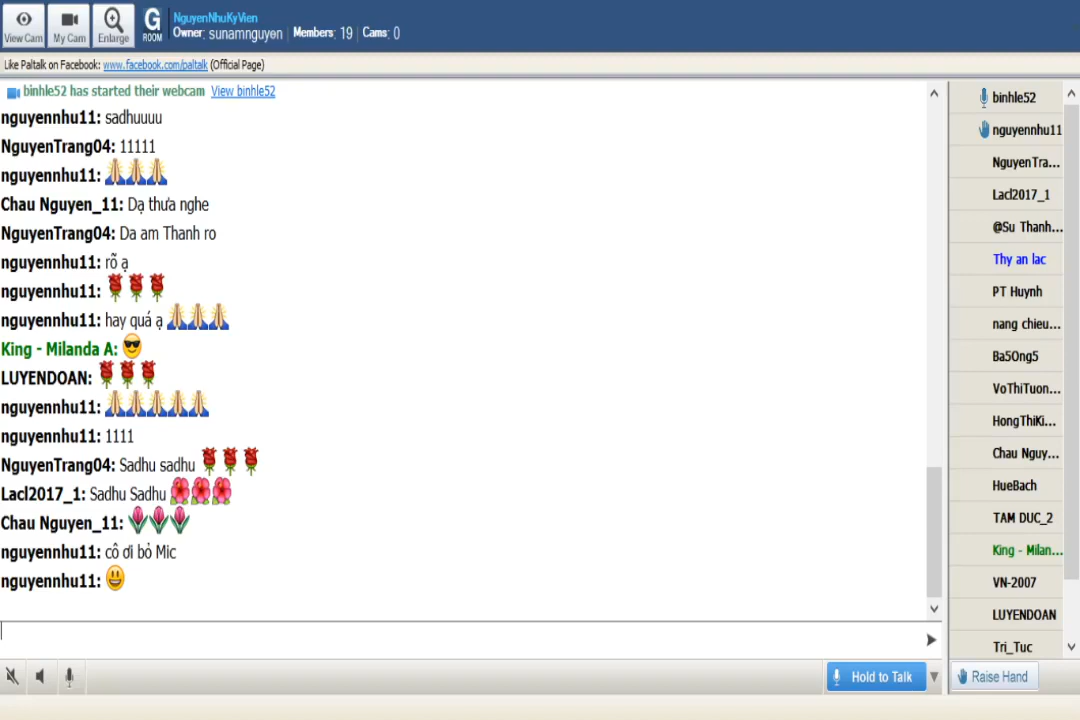 View Cam My Cam Enlarge G ROOM NguyenNhuKyVien
Owner: sunamnguyen Members: 19 Cams: 0
Like Paltalk on Facebook: www.facebook.com/paltalk (Official Page)
binhle52 has started their webcam View binhle52
nguyennhu11: sadhuuuu
NguyenTrang04: 11111
nguyennhu11:
Chau Nguyen_11: Dạ thưa nghe
NguyenTrang04: Da am Thanh ro
nguyennhu11: rõ ạ
nguyennhu11:
nguyennhu11: hay quá ạ
King - Milanda A:
LUYENDOAN:
nguyennhu11:
nguyennhu11: 1111
NguyenTrang04: Sadhu sadhu
Lacl2017_1: Sadhu Sadhu
Chau Nguyen_11:
nguyennhu11: cô ơi bỏ Mic
nguyennhu11:
binhle52
nguyennhu11
NguyenTra...
Lacl2017_1
@Su Thanh...
Thy an lac
PT Huynh
nang chieu...
Ba5Ong5
VoThiTuon...
HongThiKi...
Chau Nguy...
HueBach
TAM DUC_2
King - Milan...
VN-2007
LUYENDOAN
Tri_Tuc
Hold to Talk
Raise Hand